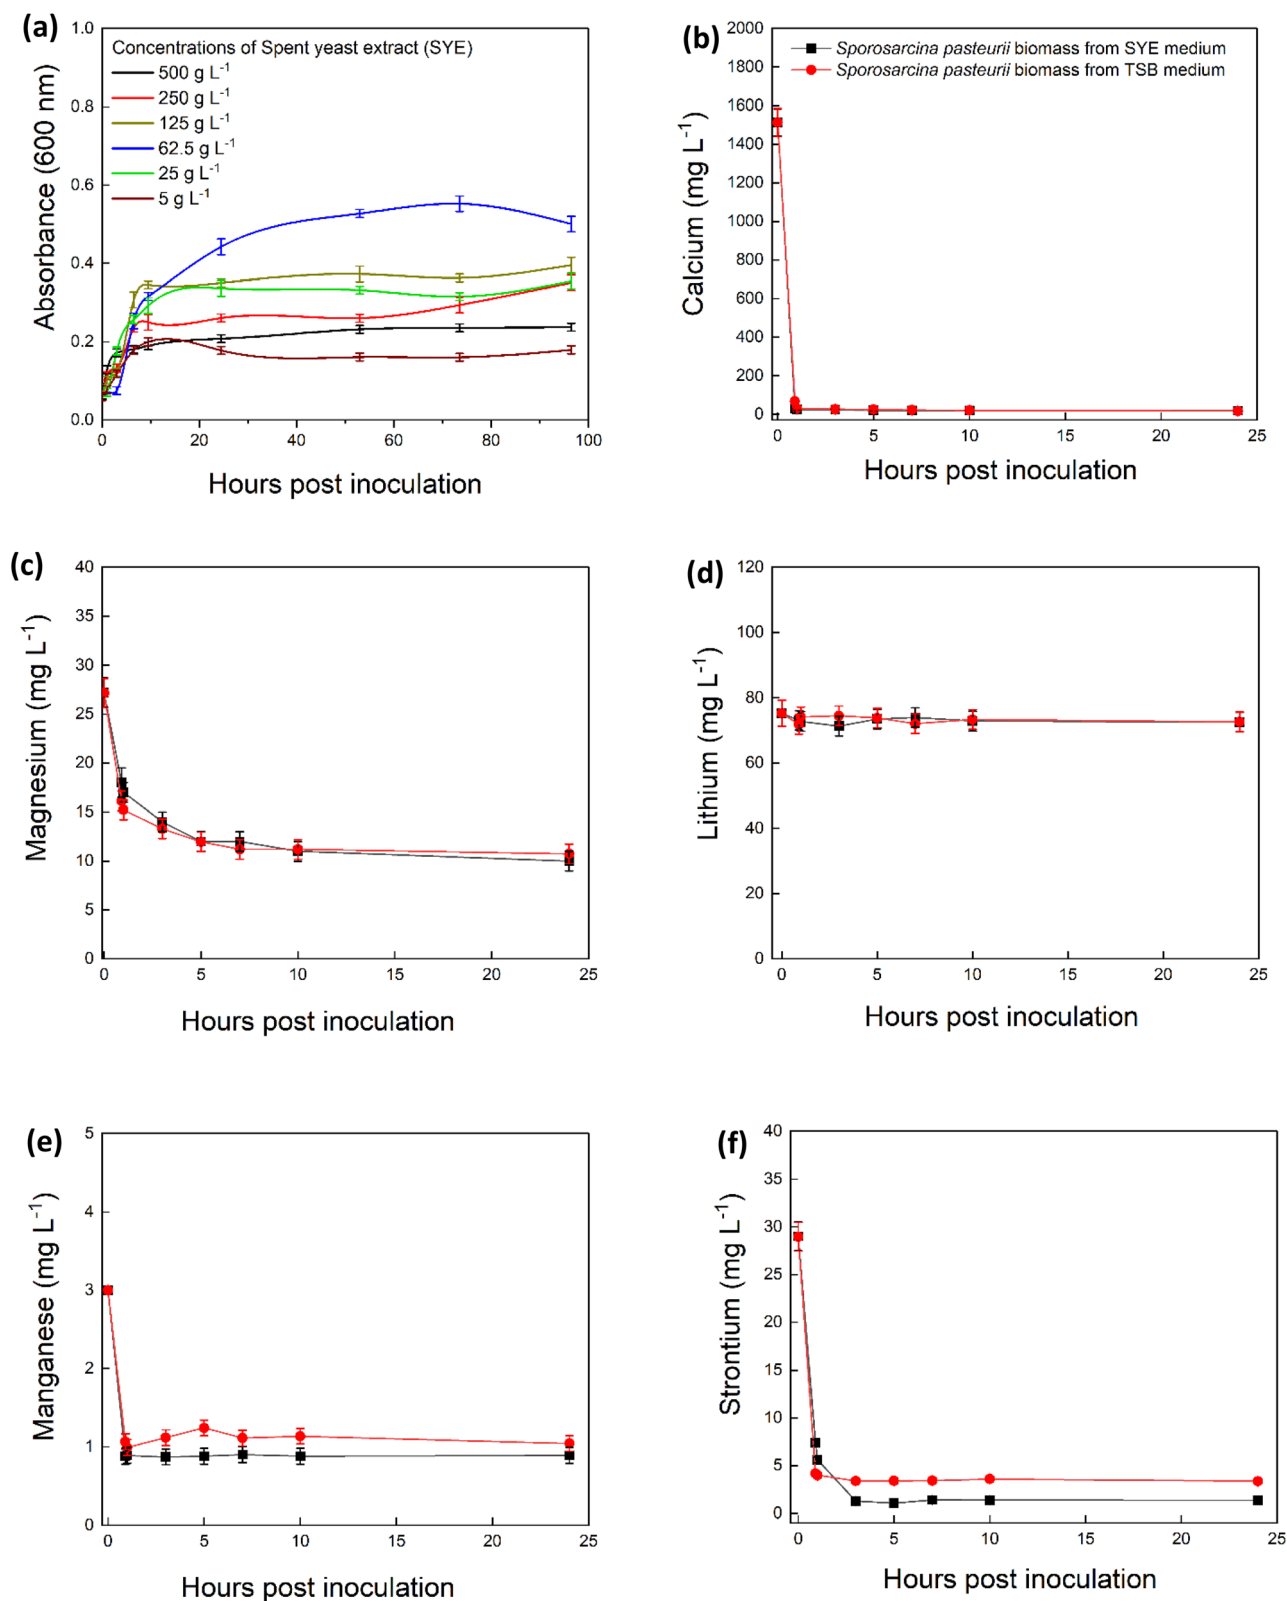 (a)
Concentrations of Spent yeast extract (SYE)
500 g L⁻¹
250 g L⁻¹
125 g L⁻¹
62.5 g L⁻¹
25 g L⁻¹
5 g L⁻¹
Absorbance (600 nm)
1.0
0.8
0.6
0.4
0.2
0.0
0 20 40 60 80 100
Hours post inoculation
(b)
Sporosarcina pasteurii biomass from SYE medium
Sporosarcina pasteurii biomass from TSB medium
Calcium (mg L⁻¹)
2000
1800
1600
1400
1200
1000
800
600
400
200
0
0 5 10 15 20 25
Hours post inoculation
(c)
Magnesium (mg L⁻¹)
40
35
30
25
20
15
10
5
0
0 5 10 15 20 25
Hours post inoculation
(d)
Lithium (mg L⁻¹)
120
100
80
60
40
20
0
0 5 10 15 20 25
Hours post inoculation
(e)
Manganese (mg L⁻¹)
5
4
3
2
1
0
0 5 10 15 20 25
Hours post inoculation
(f)
Strontium (mg L⁻¹)
40
35
30
25
20
15
10
5
0
0 5 10 15 20 25
Hours post inoculation